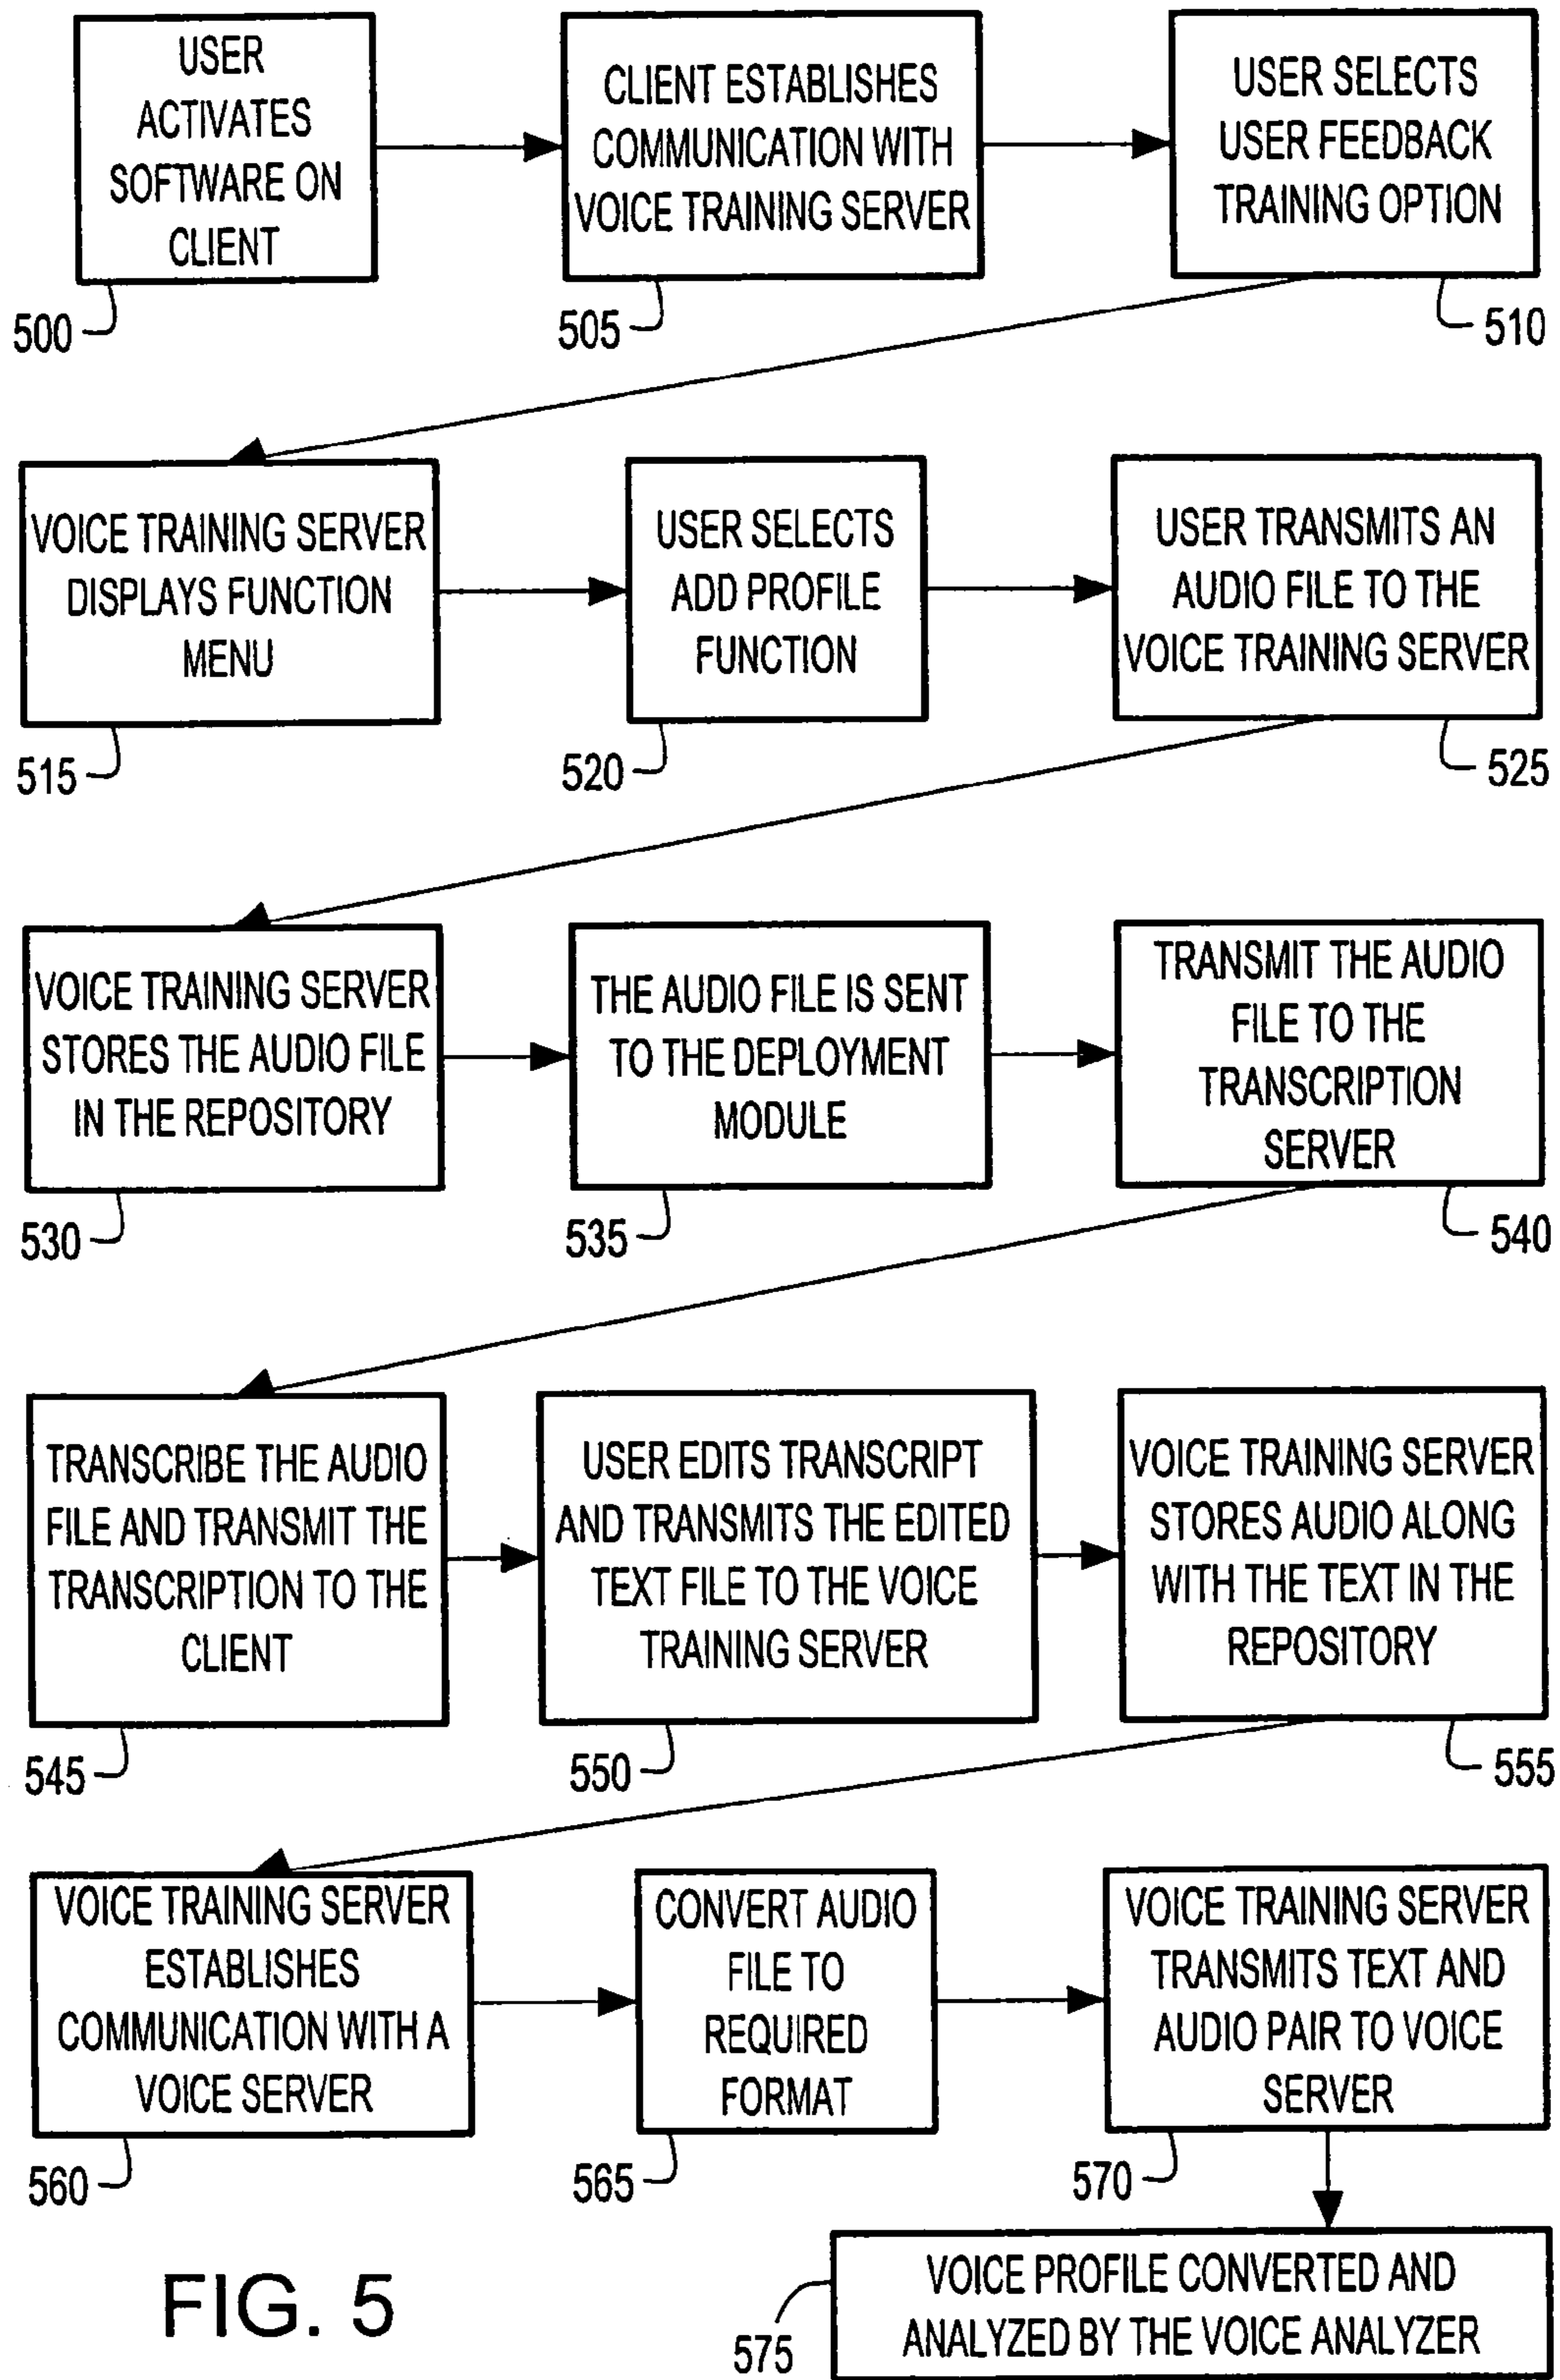 USER
ACTIVATES
SOFTWARE ON
CLIENT
500
CLIENT ESTABLISHES
COMMUNICATION WITH
VOICE TRAINING SERVER
505
USER SELECTS
USER FEEDBACK
TRAINING OPTION
510
VOICE TRAINING SERVER
DISPLAYS FUNCTION
MENU
515
USER SELECTS
ADD PROFILE
FUNCTION
520
USER TRANSMITS AN
AUDIO FILE TO THE
VOICE TRAINING SERVER
525
VOICE TRAINING SERVER
STORES THE AUDIO FILE
IN THE REPOSITORY
530
THE AUDIO FILE IS SENT
TO THE DEPLOYMENT
MODULE
535
TRANSMIT THE AUDIO
FILE TO THE
TRANSCRIPTION
SERVER
540
TRANSCRIBE THE AUDIO
FILE AND TRANSMIT THE
TRANSCRIPTION TO THE
CLIENT
545
USER EDITS TRANSCRIPT
AND TRANSMITS THE EDITED
TEXT FILE TO THE VOICE
TRAINING SERVER
550
VOICE TRAINING SERVER
STORES AUDIO ALONG
WITH THE TEXT IN THE
REPOSITORY
555
VOICE TRAINING SERVER
ESTABLISHES
COMMUNICATION WITH A
VOICE SERVER
560
CONVERT AUDIO
FILE TO
REQUIRED
FORMAT
565
VOICE TRAINING SERVER
TRANSMITS TEXT AND
AUDIO PAIR TO VOICE
SERVER
570
VOICE PROFILE CONVERTED AND
ANALYZED BY THE VOICE ANALYZER
575
FIG. 5